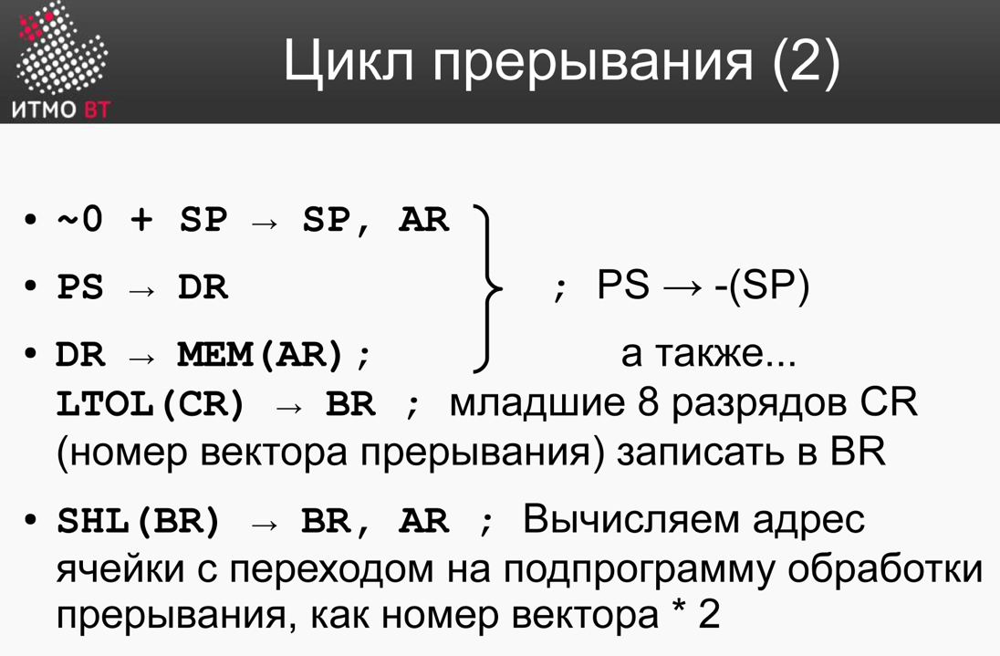 ИТМО ВТ
Цикл прерывания (2)
• ~0 + SP → SP, AR
• PS → DR ; PS → -(SP)
• DR → MEM(AR); а также...
LTOL(CR) → BR ; младшие 8 разрядов CR
(номер вектора прерывания) записать в BR
• SHL(BR) → BR, AR ; Вычисляем адрес
ячейки с переходом на подпрограмму обработки
прерывания, как номер вектора * 2